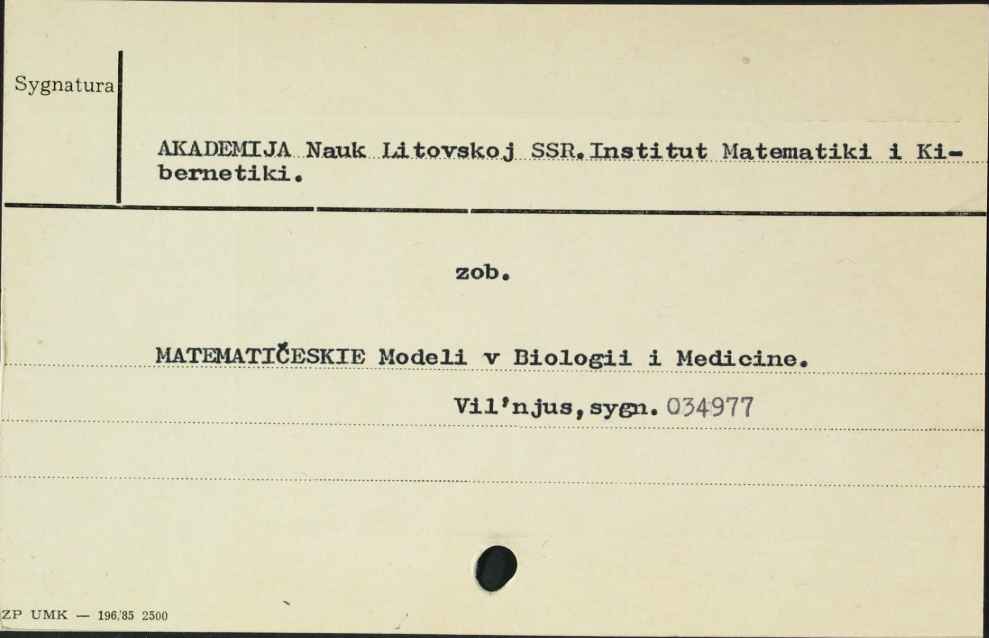 Sygnatura
AKADEMIJA Nauk Litovskoj SSR.Institut Matematiki i Ki-
bernetiki.
zob.
MATEMATIČESKIE Modeli v Biologii i Medicine.
Vil'njus,sygn. 034977
ZP UMK — 196/85 2500